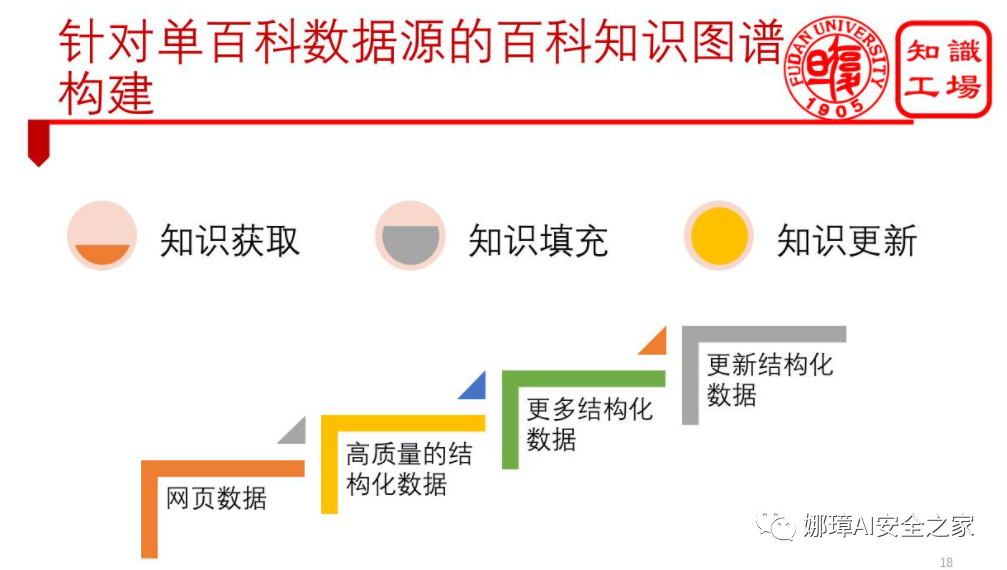 针对单百科数据源的百科知识图谱
构建
FUDAN UNIVERSITY
1905
知識
工場
知识获取
知识填充
知识更新
更新结构化
数据
更多结构化
数据
高质量的结
构化数据
网页数据
娜璋AI安全之家
18